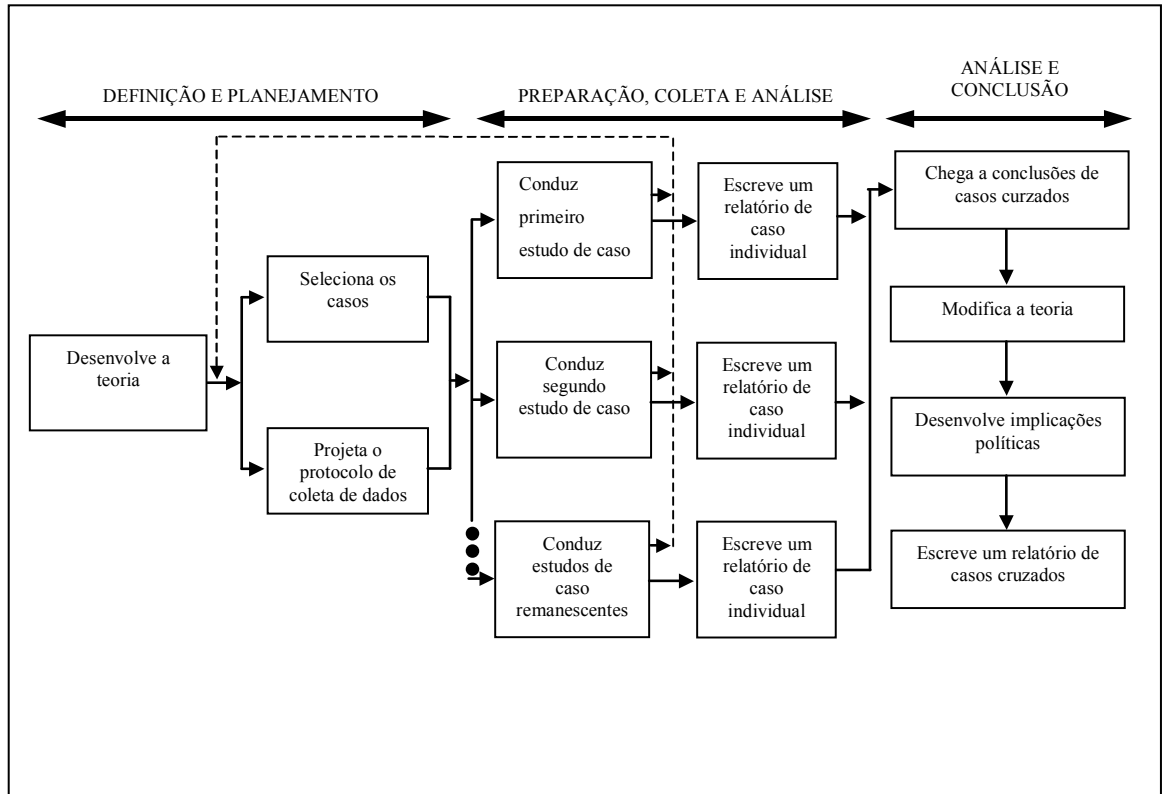 DEFINIÇÃO E PLANEJAMENTO
PREPARAÇÃO, COLETA E ANÁLISE
ANÁLISE E
CONCLUSÃO
Desenvolve a
teoria
Seleciona os
casos
Projeta o
protocolo de
coleta de dados
Conduz
primeiro
estudo de caso
Escreve um
relatório de
caso
individual
Conduz
segundo
estudo de caso
Escreve um
relatório de
caso
individual
Conduz
estudos de
caso
remanescentes
Escreve um
relatório de
caso
individual
Chega a conclusões de
casos curzados
Modifica a teoria
Desenvolve implicações
políticas
Escreve um relatório de
casos cruzados